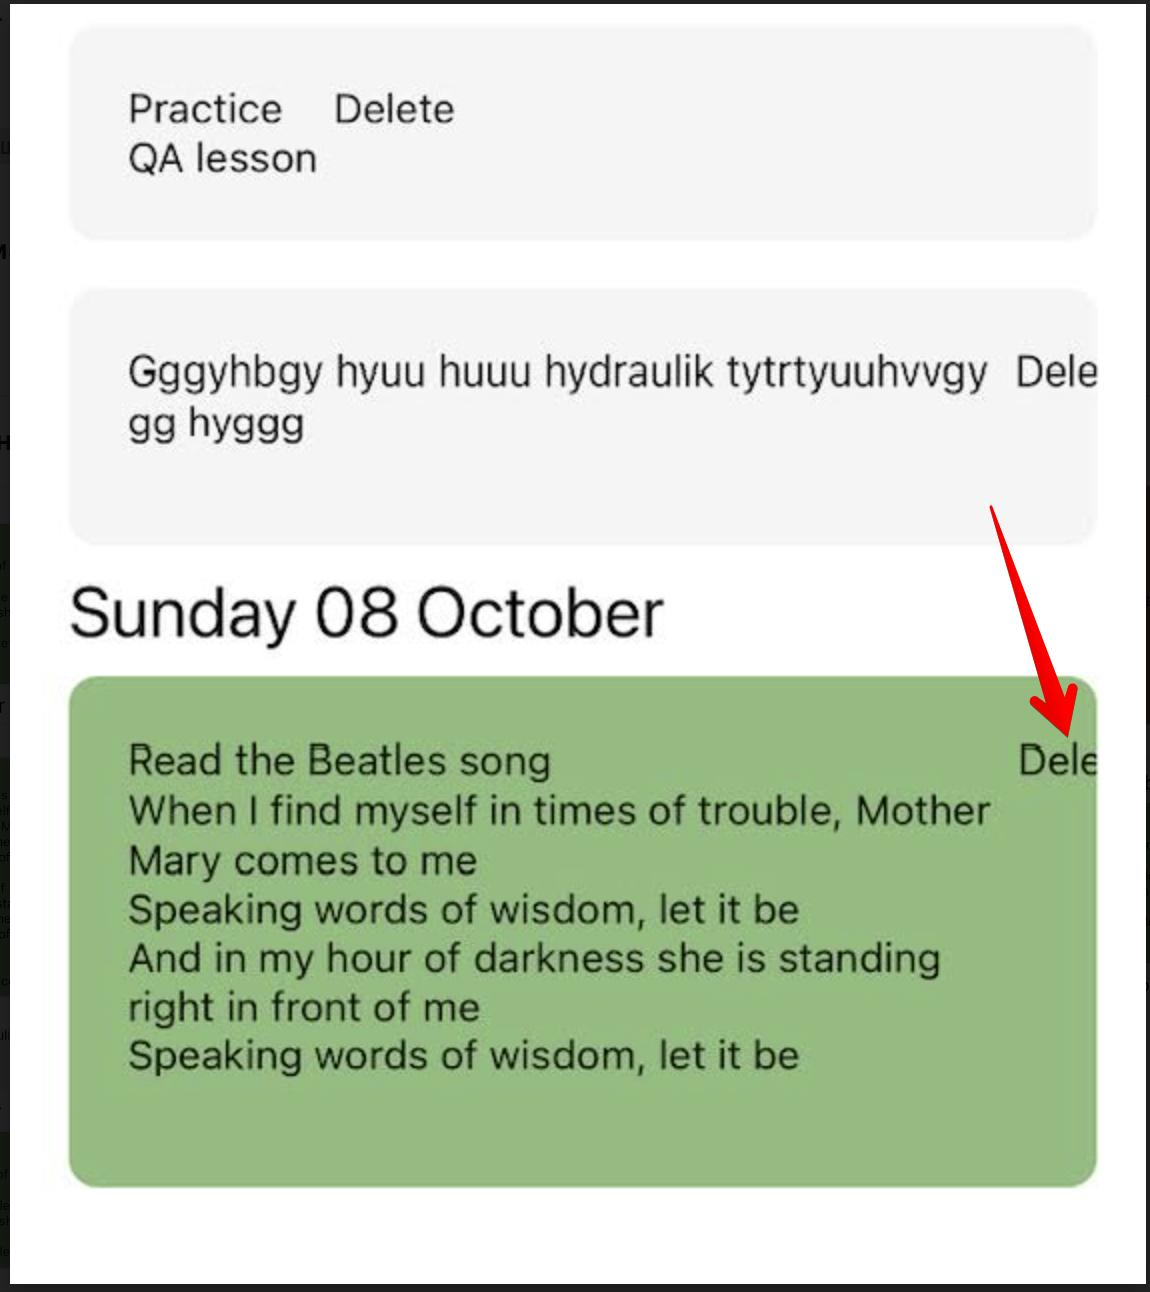 Practice Delete
QA lesson
Gggyhbgy hyuu huuu hydraulik tytrtyuuhvvgy Dele
gg hyggg
Sunday 08 October
Read the Beatles song Dele
When I find myself in times of trouble, Mother
Mary comes to me
Speaking words of wisdom, let it be
And in my hour of darkness she is standing
right in front of me
Speaking words of wisdom, let it be